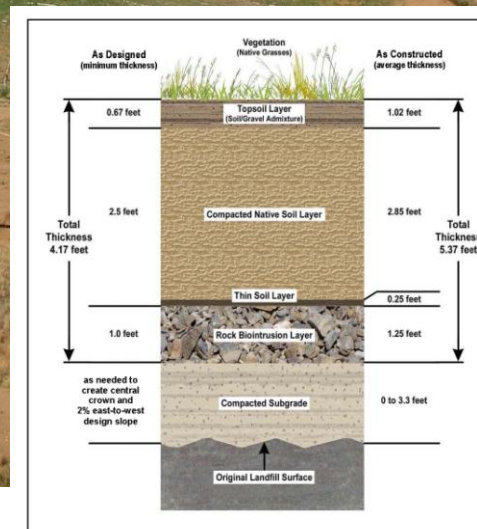 As Designed
(minimum thickness)
Vegetation
(Native Grasses)
As Constructed
(average thickness)
0.67 feet
Topsoil Layer
(Soil/Gravel Admixture)
1.02 feet
2.5 feet
Compacted Native Soil Layer
2.85 feet
Total
Thickness
4.17 feet
Total
Thickness
5.37 feet
Thin Soil Layer
0.25 feet
1.0 feet
Rock Biointrusion Layer
1.25 feet
as needed to
create central
crown and
2% east-to-west
design slope
Compacted Subgrade
0 to 3.3 feet
Original Landfill Surface